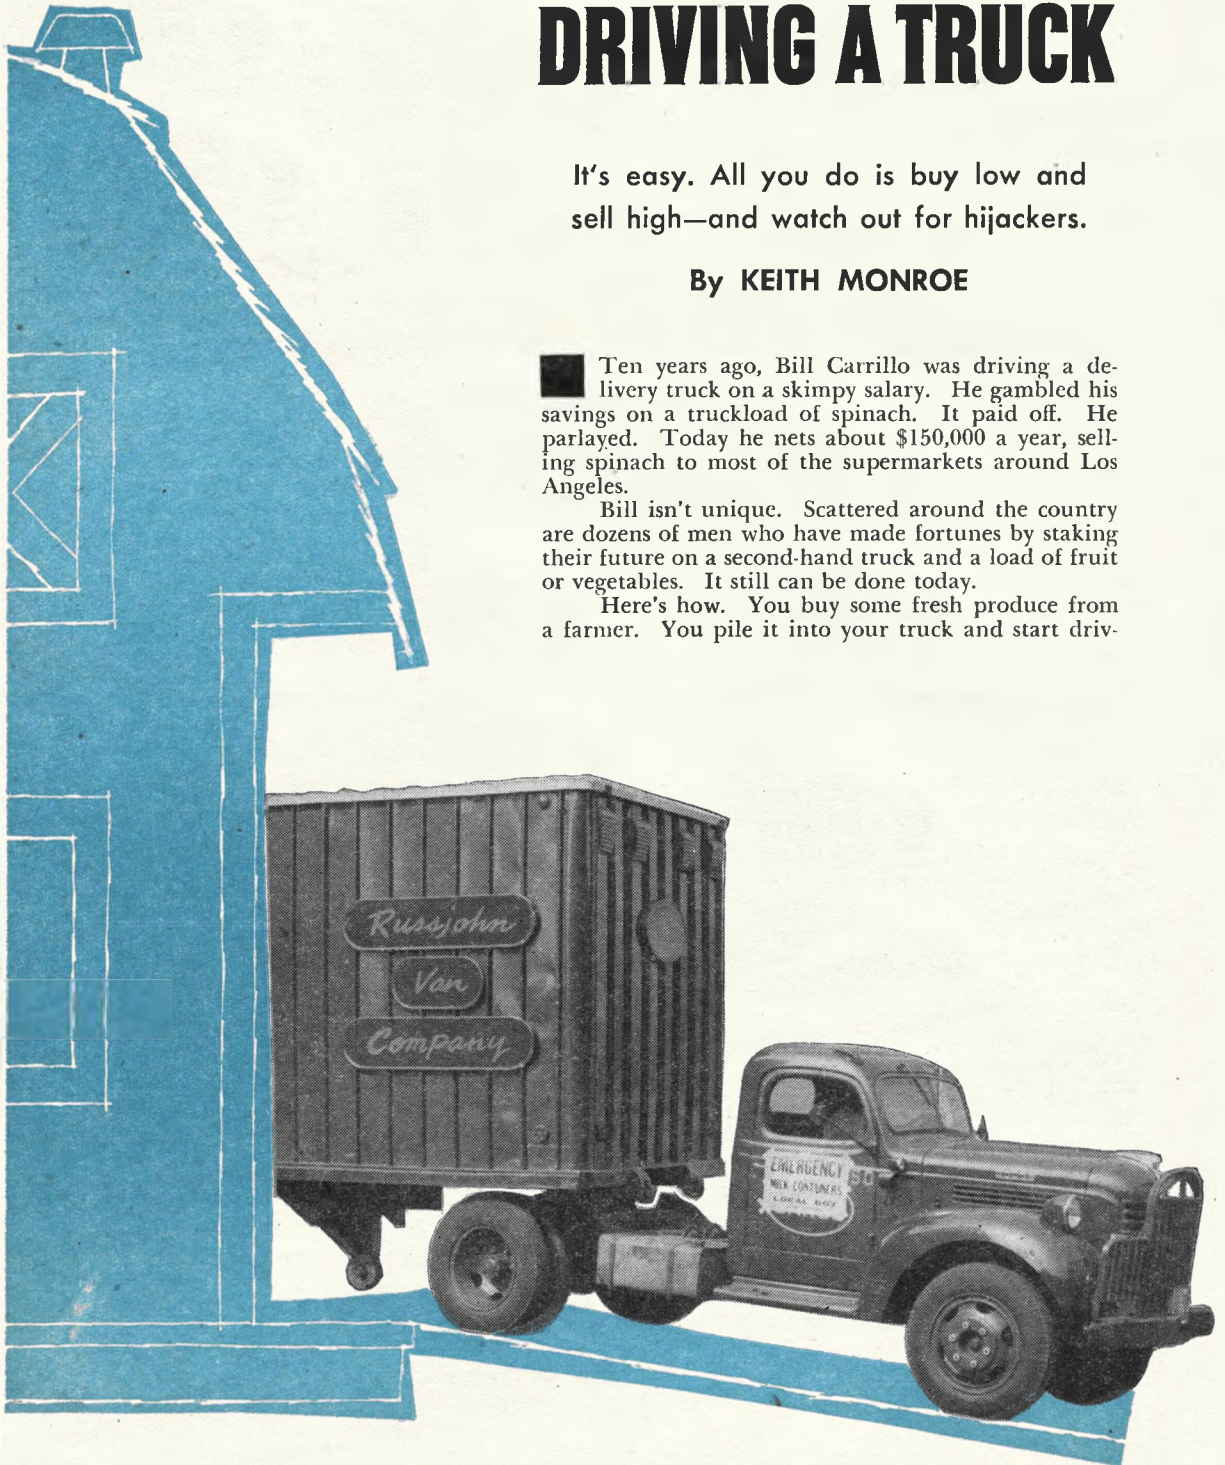 DRIVING A TRUCK
It's easy. All you do is buy low and
sell high—and watch out for hijackers.
By KEITH MONROE
Ten years ago, Bill Carrillo was driving a de-
livery truck on a skimpy salary. He gambled his
savings on a truckload of spinach. It paid off. He
parlayed. Today he nets about $150,000 a year, sell-
ing spinach to most of the supermarkets around Los
Angeles.
Bill isn't unique. Scattered around the country
are dozens of men who have made fortunes by staking
their future on a second-hand truck and a load of fruit
or vegetables. It still can be done today.
Here's how. You buy some fresh produce from
a farmer. You pile it into your truck and start driv-
Russjohn
Van
Company
EMERGENCY
MILK CONTAINERS
LOCAL